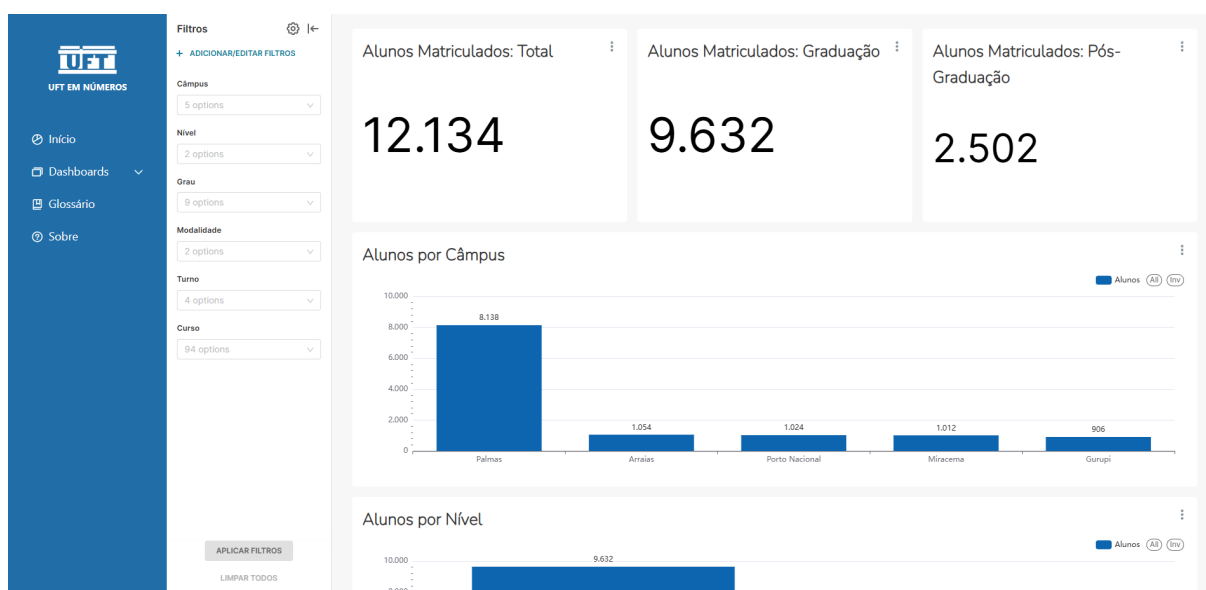 UFT
UFT EM NÚMEROS
Início
Dashboards
Glossário
Sobre
Filtros
+ ADICIONAR/EDITAR FILTROS
Câmpus
5 options
Nível
2 options
Grau
9 options
Modalidade
2 options
Turno
4 options
Curso
94 options
APLICAR FILTROS
LIMPAR TODOS
Alunos Matriculados: Total
12.134
Alunos Matriculados: Graduação
9.632
Alunos Matriculados: Pós-
Graduação
2.502
Alunos por Câmpus
Alunos All Inv
10.000
8.000
6.000
4.000
2.000
0
8.138
1.054
1.024
1.012
906
Palmas
Arraias
Porto Nacional
Miracema
Gurupi
Alunos por Nível
Alunos All Inv
10.000
9.632